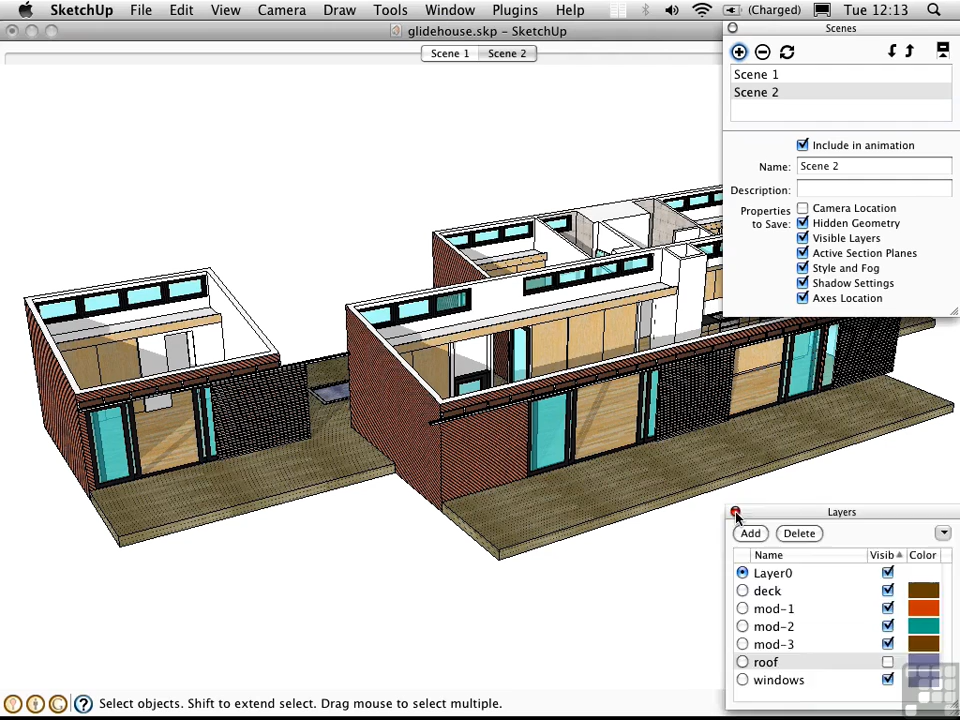 SketchUp File Edit View Camera Draw Tools Window Plugins Help (Charged) Tue 12:13
glidehouse.skp – SketchUp
Scene 1 Scene 2
Scenes
Scene 1
Scene 2
Include in animation
Name: Scene 2
Description:
Properties to Save: Camera Location
Hidden Geometry
Visible Layers
Active Section Planes
Style and Fog
Shadow Settings
Axes Location
Layers
Add Delete
Name Visib Color
Layer0
deck
mod-1
mod-2
mod-3
roof
windows
Select objects. Shift to extend select. Drag mouse to select multiple.